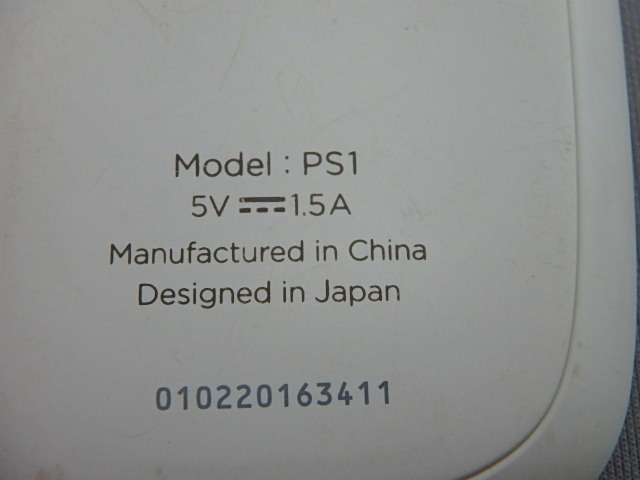 Model : PS1
5V ⎓ 1.5A
Manufactured in China
Designed in Japan
010220163411